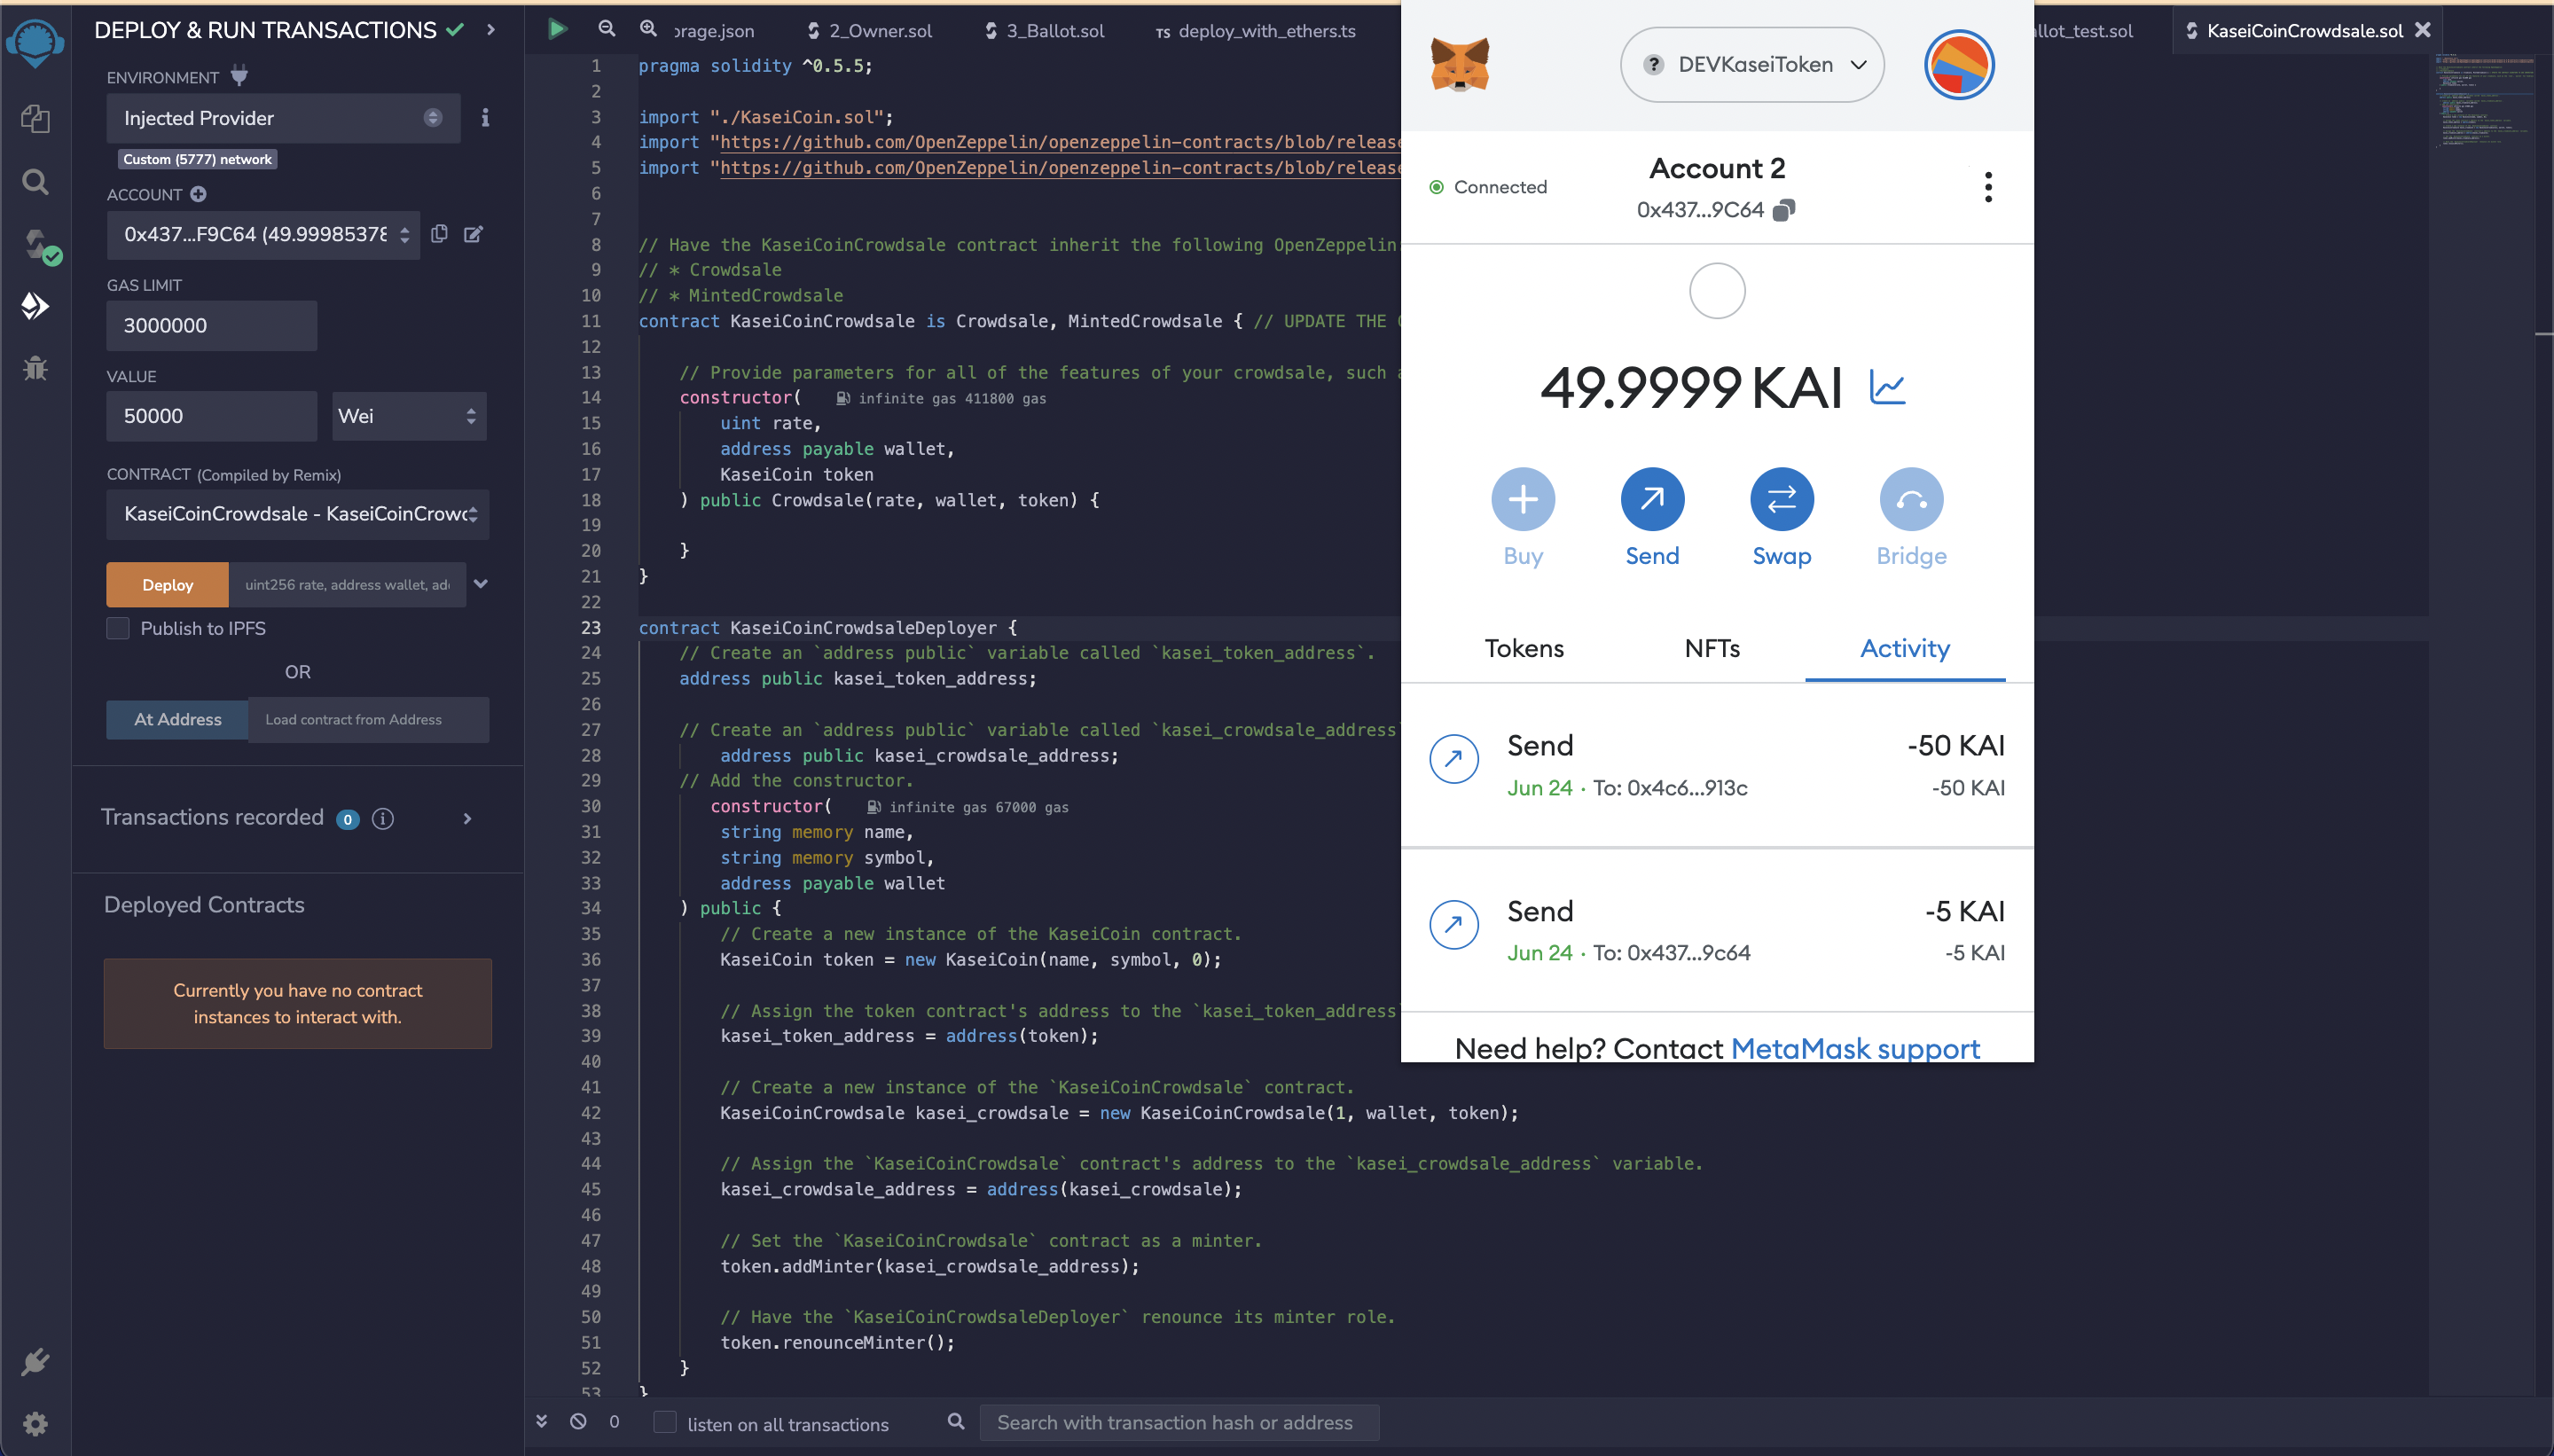 DEPLOY & RUN TRANSACTIONS
ENVIRONMENT
Injected Provider
Custom (5777) network
ACCOUNT
0x437...F9C64 (49.99985378
GAS LIMIT
3000000
VALUE
50000
Wei
CONTRACT (Compiled by Remix)
KaseiCoinCrowdsale - KaseiCoinCrow
Deploy
uint256 rate, address wallet, ad
Publish to IPFS
OR
At Address
Load contract from Address
Transactions recorded 0
Deployed Contracts
Currently you have no contract
instances to interact with.
orage.json
2_Owner.sol
3_Ballot.sol
TS deploy_with_ethers.ts
allot_test.sol
KaseiCoinCrowdsale.sol
1 pragma solidity ^0.5.5;
2
3 import "./KaseiCoin.sol";
4 import "https://github.com/OpenZeppelin/openzeppelin-contracts/blob/release
5 import "https://github.com/OpenZeppelin/openzeppelin-contracts/blob/release
6
7
8 // Have the KaseiCoinCrowdsale contract inherit the following OpenZeppelin
9 // * Crowdsale
10 // * MintedCrowdsale
11 contract KaseiCoinCrowdsale is Crowdsale, MintedCrowdsale { // UPDATE THE
12
13 // Provide parameters for all of the features of your crowdsale, such
14 constructor( infinite gas 411800 gas
15 uint rate,
16 address payable wallet,
17 KaseiCoin token
18 ) public Crowdsale(rate, wallet, token) {
19
20 }
21 }
22
23 contract KaseiCoinCrowdsaleDeployer {
24 // Create an `address public` variable called `kasei_token_address`.
25 address public kasei_token_address;
26
27 // Create an `address public` variable called `kasei_crowdsale_address`
28 address public kasei_crowdsale_address;
29 // Add the constructor.
30 constructor( infinite gas 67000 gas
31 string memory name,
32 string memory symbol,
33 address payable wallet
34 ) public {
35 // Create a new instance of the KaseiCoin contract.
36 KaseiCoin token = new KaseiCoin(name, symbol, 0);
37
38 // Assign the token contract's address to the `kasei_token_address`
39 kasei_token_address = address(token);
40
41 // Create a new instance of the `KaseiCoinCrowdsale` contract.
42 KaseiCoinCrowdsale kasei_crowdsale = new KaseiCoinCrowdsale(1, wallet, token);
43
44 // Assign the `KaseiCoinCrowdsale` contract's address to the `kasei_crowdsale_address` variable.
45 kasei_crowdsale_address = address(kasei_crowdsale);
46
47 // Set the `KaseiCoinCrowdsale` contract as a minter.
48 token.addMinter(kasei_crowdsale_address);
49
50 // Have the `KaseiCoinCrowdsaleDeployer` renounce its minter role.
51 token.renounceMinter();
52 }
53 }
0
listen on all transactions
Search with transaction hash or address
DEVKaseiToken
Connected
Account 2
0x437...9C64
49.9999 KAI
Buy
Send
Swap
Bridge
Tokens
NFTs
Activity
Send
-50 KAI
Jun 24 · To: 0x4c6...913c
-50 KAI
Send
-5 KAI
Jun 24 · To: 0x437...9c64
-5 KAI
Need help? Contact MetaMask support